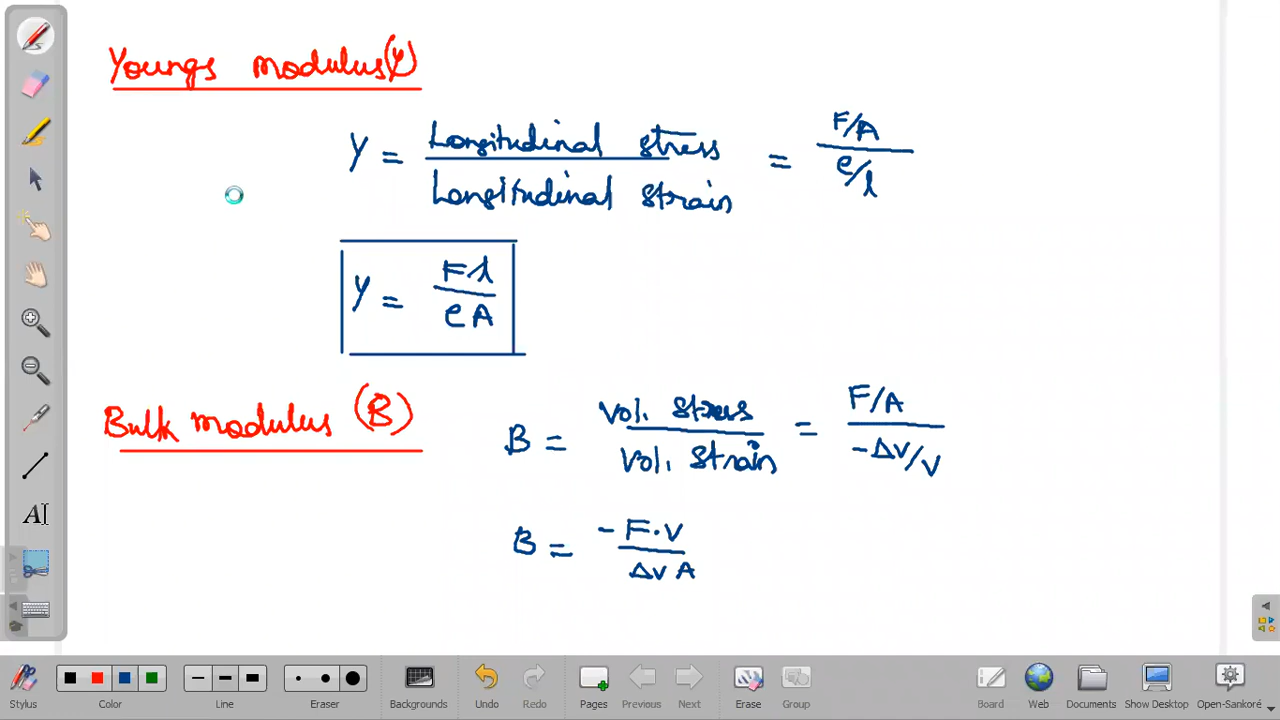 Youngs modulus(Y)
Y = Longitudinal stress / Longitudinal strain = F/A / e/l
Y = Fl / eA
Bulk modulus (B)
B = Vol. stress / Vol. strain = F/A / -ΔV/V
B = -F·V / ΔV A
A
Stylus
Color
Line
Eraser
Backgrounds
Undo
Redo
Pages
Previous
Next
Erase
Group
Board
Web
Documents
Show Desktop
Open-Sankoré